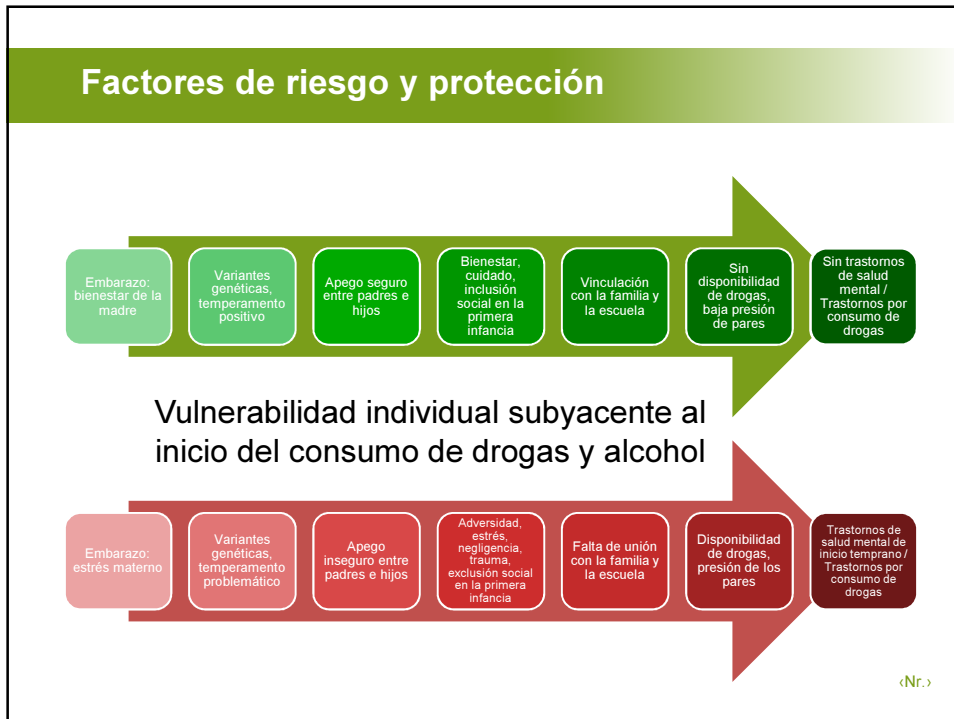 Factores de riesgo y protección
Embarazo:
bienestar de la
madre
Variantes
genéticas,
temperamento
positivo
Apego seguro
entre padres e
hijos
Bienestar,
cuidado,
inclusión
social en la
primera
infancia
Vinculación
con la familia y
la escuela
Sin
disponibilidad
de drogas,
baja presión
de pares
Sin trastornos
de salud
mental /
Trastornos por
consumo de
drogas
Vulnerabilidad individual subyacente al
inicio del consumo de drogas y alcohol
Embarazo:
estrés materno
Variantes
genéticas,
temperamento
problemático
Apego
inseguro entre
padres e hijos
Adversidad,
estrés,
negligencia,
trauma,
exclusión social
en la primera
infancia
Falta de unión
con la familia y
la escuela
Disponibilidad
de drogas,
presión de los
pares
Trastornos de
salud mental de
inicio temprano /
Trastornos por
consumo de
drogas
‹Nr.›